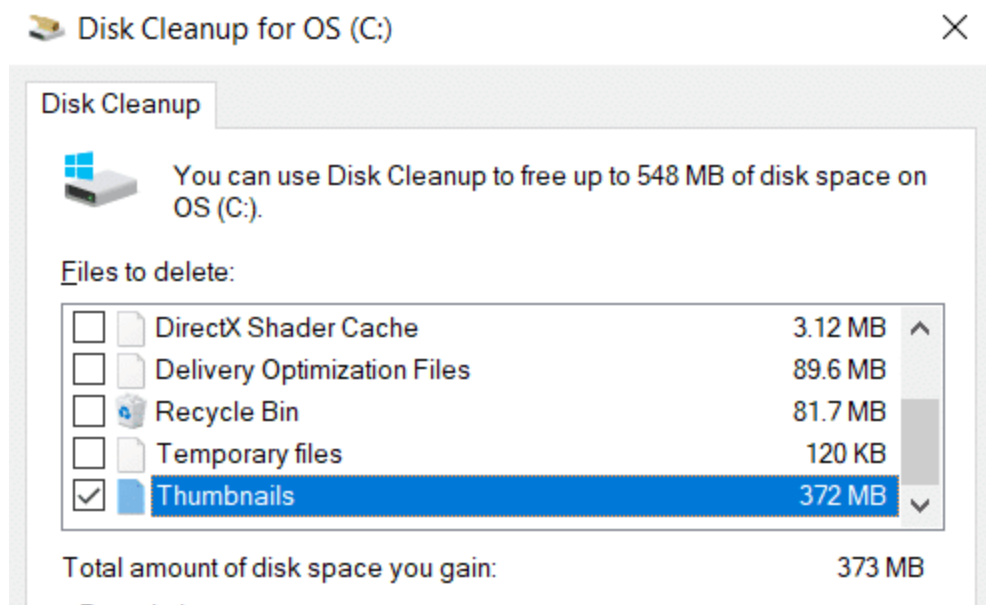 Disk Cleanup for OS (C:)
Disk Cleanup
You can use Disk Cleanup to free up to 548 MB of disk space on
OS (C:).
Files to delete:
DirectX Shader Cache 3.12 MB
Delivery Optimization Files 89.6 MB
Recycle Bin 81.7 MB
Temporary files 120 KB
Thumbnails 372 MB
Total amount of disk space you gain: 373 MB